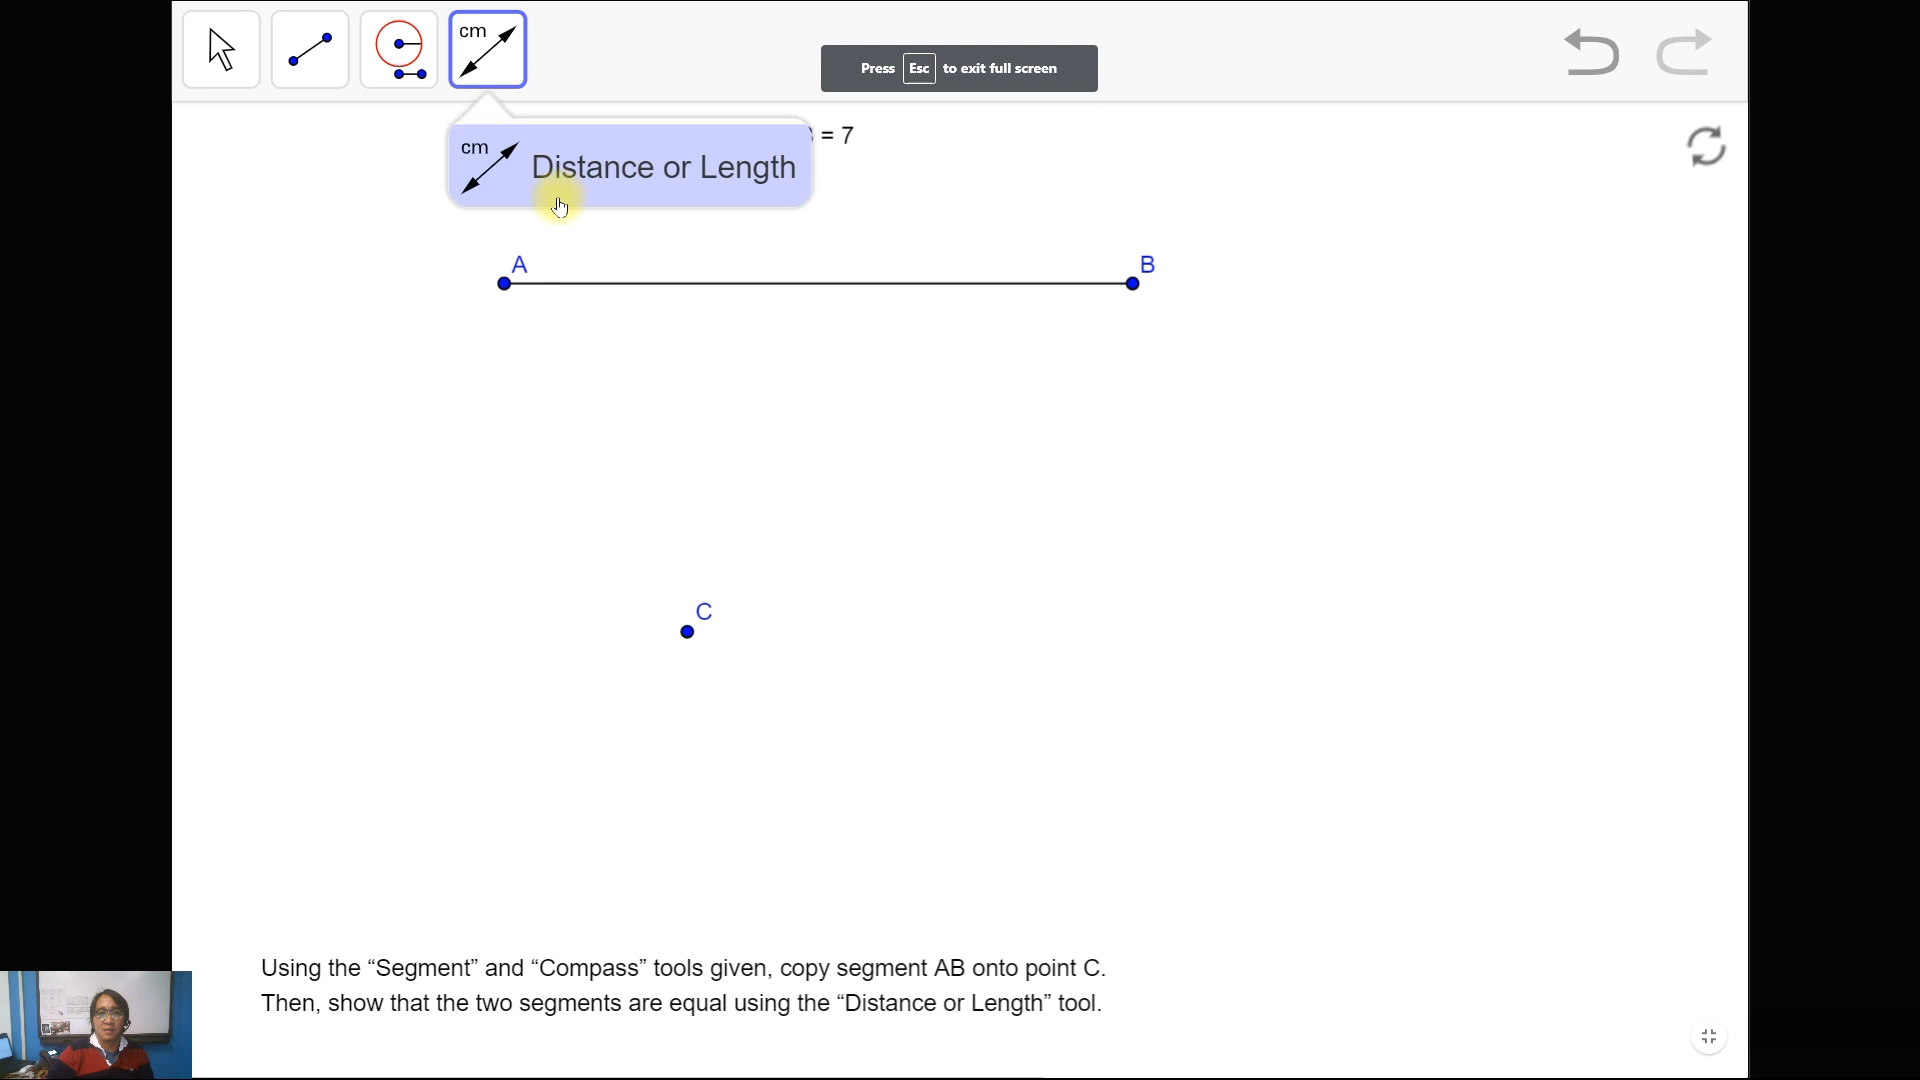 cm
Press Esc to exit full screen
= 7
cm
Distance or Length
A
B
C
Using the “Segment” and “Compass” tools given, copy segment AB onto point C.
Then, show that the two segments are equal using the “Distance or Length” tool.